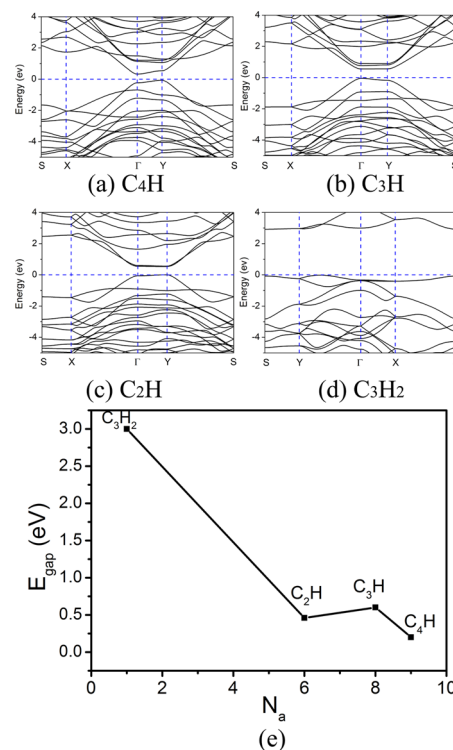 4
2
0
-2
-4
Energy (ev)
S X Γ Y S
(a) C4H
4
2
0
-2
-4
Energy (ev)
S X Γ Y S
(b) C3H
4
2
0
-2
-4
Energy (ev)
S X Γ Y S
(c) C2H
4
2
0
-2
-4
Energy (ev)
S Y Γ X S
(d) C3H2
3.0
2.5
2.0
1.5
1.0
0.5
0.0
E_gap (eV)
C3H2
C2H
C3H
C4H
0 2 4 6 8 10
N_a
(e)